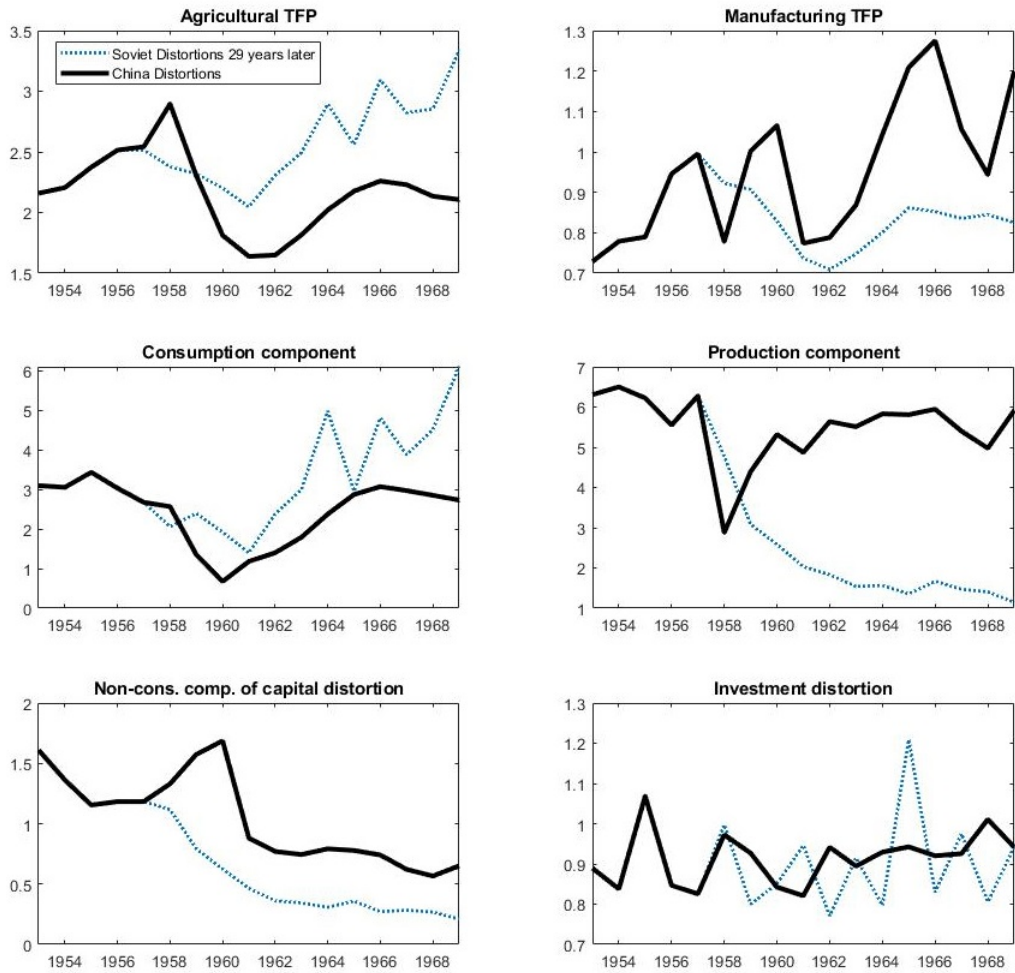 Agricultural TFP
3.5
3
2.5
2
1.5
Soviet Distortions 29 years later
China Distortions
1954 1956 1958 1960 1962 1964 1966 1968
Manufacturing TFP
1.3
1.2
1.1
1
0.9
0.8
0.7
1954 1956 1958 1960 1962 1964 1966 1968
Consumption component
6
5
4
3
2
1
0
1954 1956 1958 1960 1962 1964 1966 1968
Production component
7
6
5
4
3
2
1
1954 1956 1958 1960 1962 1964 1966 1968
Non-cons. comp. of capital distortion
2
1.5
1
0.5
0
1954 1956 1958 1960 1962 1964 1966 1968
Investment distortion
1.3
1.2
1.1
1
0.9
0.8
0.7
1954 1956 1958 1960 1962 1964 1966 1968